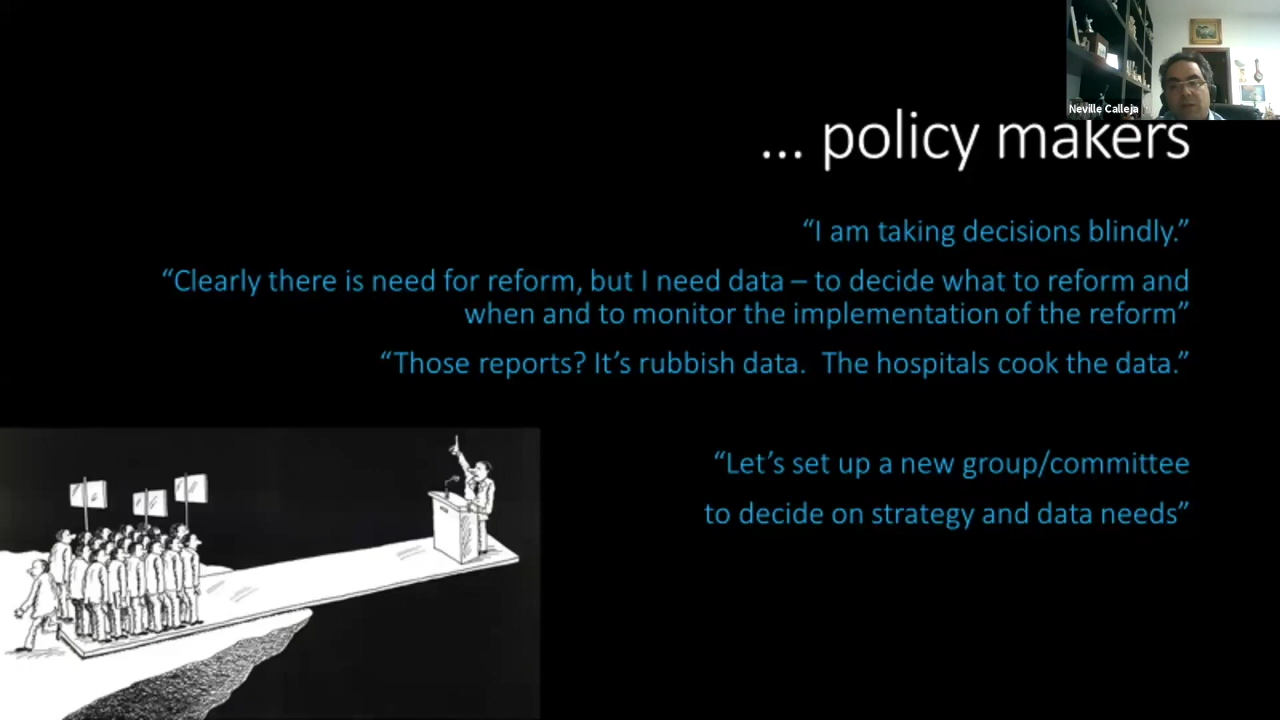 Neville Calleja
... policy makers
“I am taking decisions blindly.”
“Clearly there is need for reform, but I need data – to decide what to reform and
when and to monitor the implementation of the reform”
“Those reports? It’s rubbish data.  The hospitals cook the data.”
“Let’s set up a new group/committee
to decide on strategy and data needs”